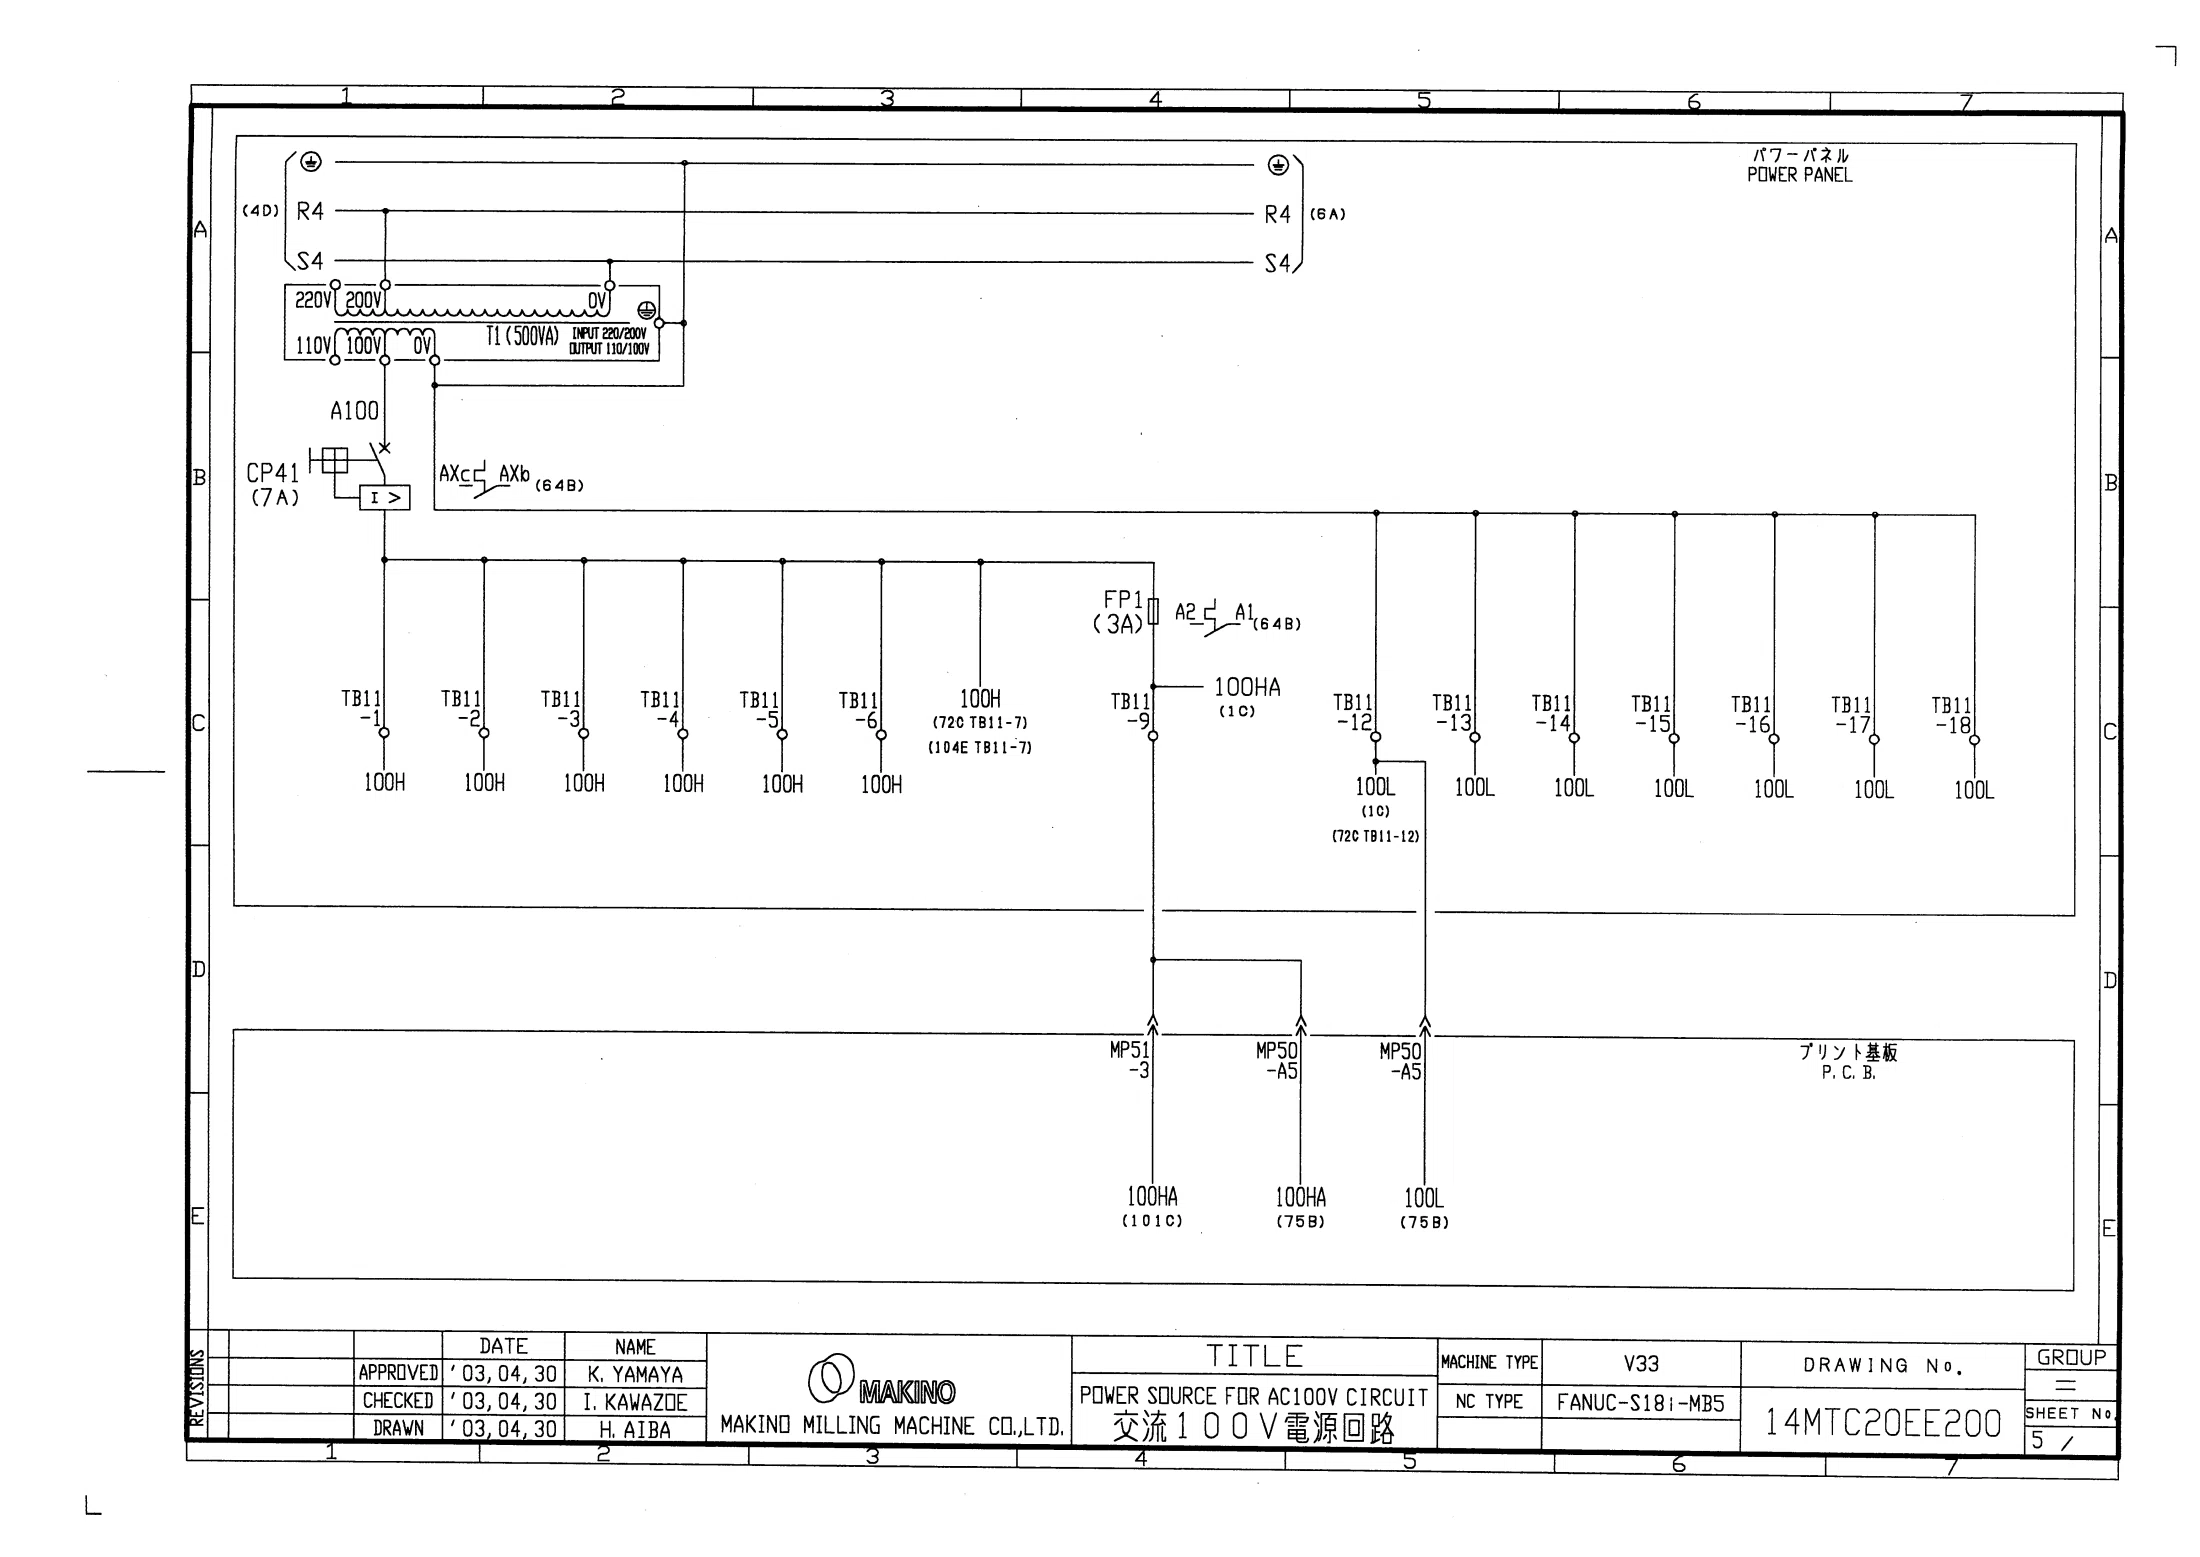 1 2 3 4 5 6 7
パワーパネル
POWER PANEL
(4D) R4 R4 (6A)
A A
S4 S4
220V 200V 0V
T1(500VA) INPUT 220/200V
OUTPUT 110/100V
110V 100V 0V
A100
CP41
(7A)
I >
AXc AXb (64B)
B B
FP1
(3A)
A2 A1 (64B)
100HA
(1C)
TB11
-1
TB11
-2
TB11
-3
TB11
-4
TB11
-5
TB11
-6
100H
(72C TB11-7)
(104E TB11-7)
TB11
-9
TB11
-12
TB11
-13
TB11
-14
TB11
-15
TB11
-16
TB11
-17
TB11
-18
C C
100H 100H 100H 100H 100H 100H
100L 100L 100L 100L 100L 100L 100L
(1C)
(72C TB11-12)
D D
MP51
-3
MP50
-A5
MP50
-A5
プリント基板
P. C. B.
100HA
(101C)
100HA
(75B)
100L
(75B)
E E
REVISIONS
DATE NAME
APPROVED '03,04,30 K. YAMAYA
CHECKED '03,04,30 I. KAWAZOE
DRAWN '03,04,30 H. AIBA
MAKINO
MAKINO MILLING MACHINE CO.,LTD.
TITLE
POWER SOURCE FOR AC100V CIRCUIT
交流100V電源回路
MACHINE TYPE V33
NC TYPE FANUC-S18i-MB5
DRAWING No.
14MTC20EE200
GROUP
=
SHEET No.
5 /
1 2 3 4 5 6 7